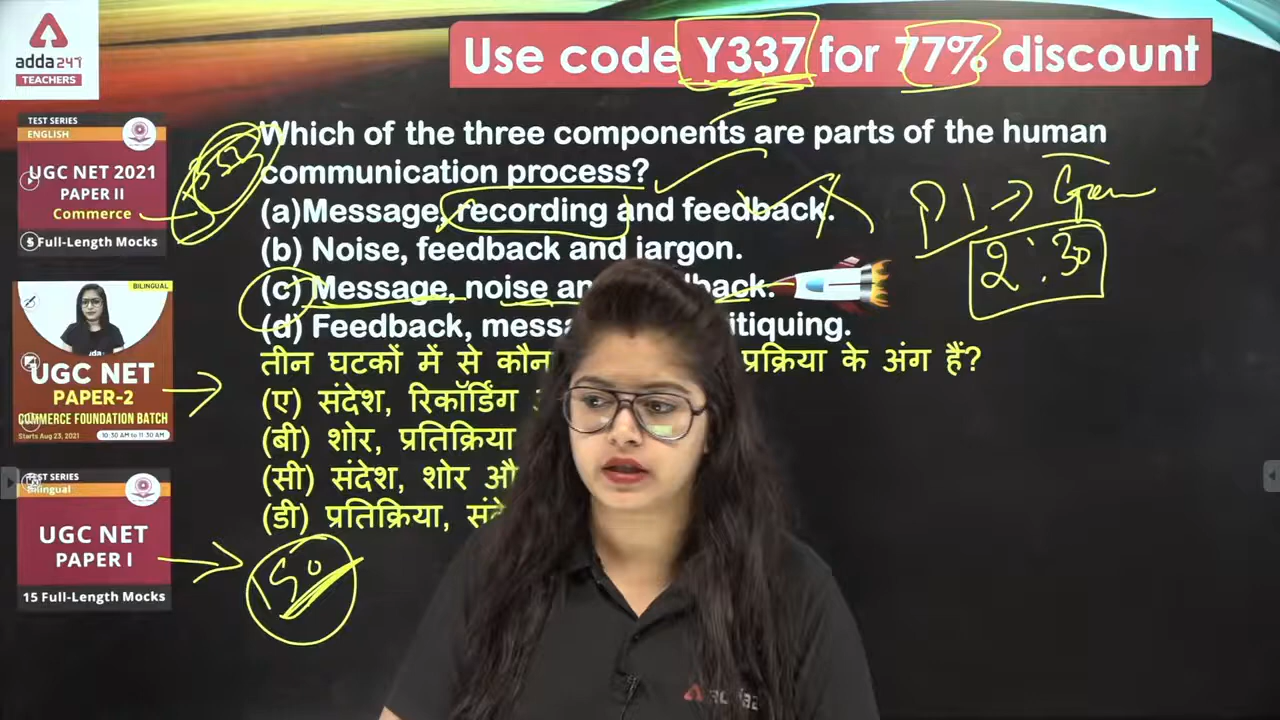 adda247
TEACHERS
Use code Y337 for 77% discount
TEST SERIES
ENGLISH
UGC NET 2021
PAPER II
Commerce
5 Full-Length Mocks
Which of the three components are parts of the human
communication process?
(a)Message, recording and feedback.
(b) Noise, feedback and jargon.
(c) Message, noise an back.
(d) Feedback, messa itiquing.
P1 → Gen
2:30
BILINGUAL
UGC NET
PAPER-2
COMMERCE FOUNDATION BATCH
Starts Aug 23, 2021 10:30 AM to 11:30 AM
तीन घटकों में से कौन प्रक्रिया के अंग हैं?
(ए) संदेश, रिकॉर्डिंग
(बी) शोर, प्रतिक्रिया
(सी) संदेश, शोर औ
(डी) प्रतिक्रिया, संदे
TEST SERIES
Bilingual
UGC NET
PAPER I
15 Full-Length Mocks
50